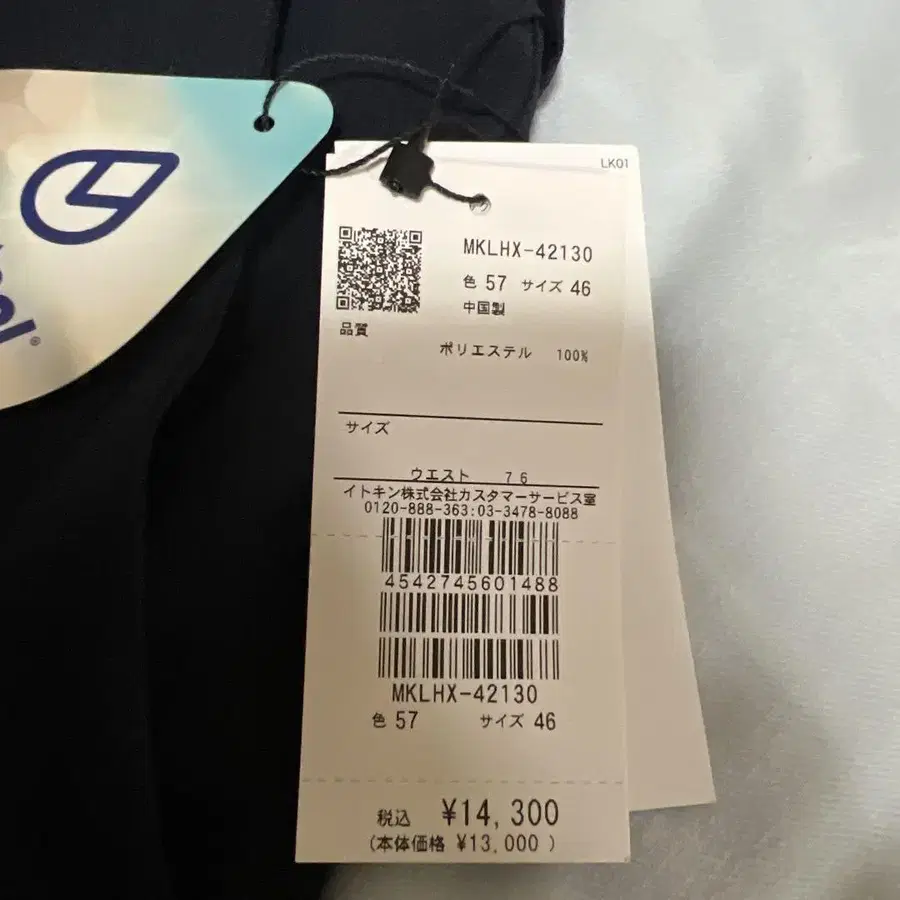 LK01
MKLHX-42130
色 57 サイズ 46
中国製
品質
ポリエステル 100%
サイズ
ウエスト 76
イトキン株式会社カスタマーサービス室
0120-888-363:03-3478-8088
4542745601488
MKLHX-42130
色 57 サイズ 46
税込 ¥14,300
(本体価格 ¥13,000 )